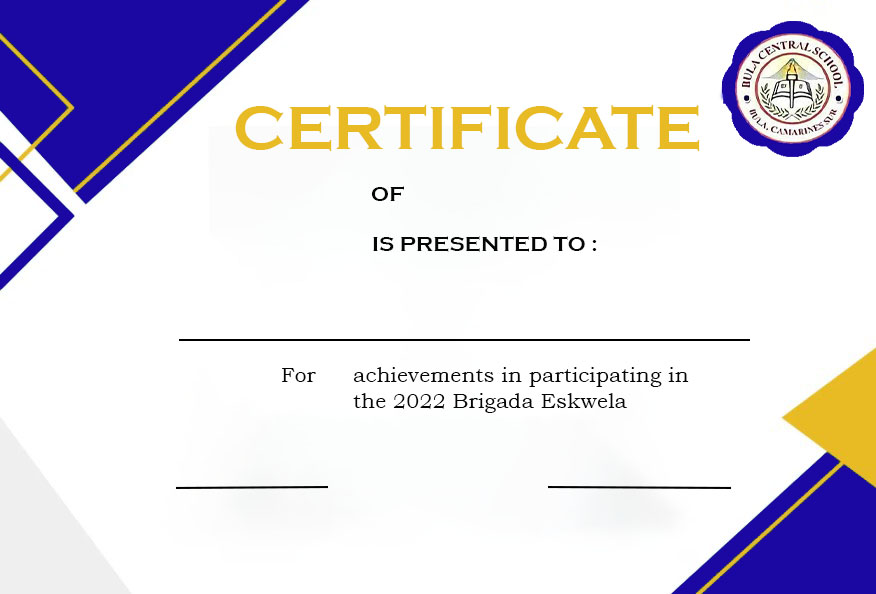 BULA CENTRAL SCHOOL
BULA, CAMARINES SUR
CERTIFICATE
OF
IS PRESENTED TO :
For achievements in participating in
the 2022 Brigada Eskwela